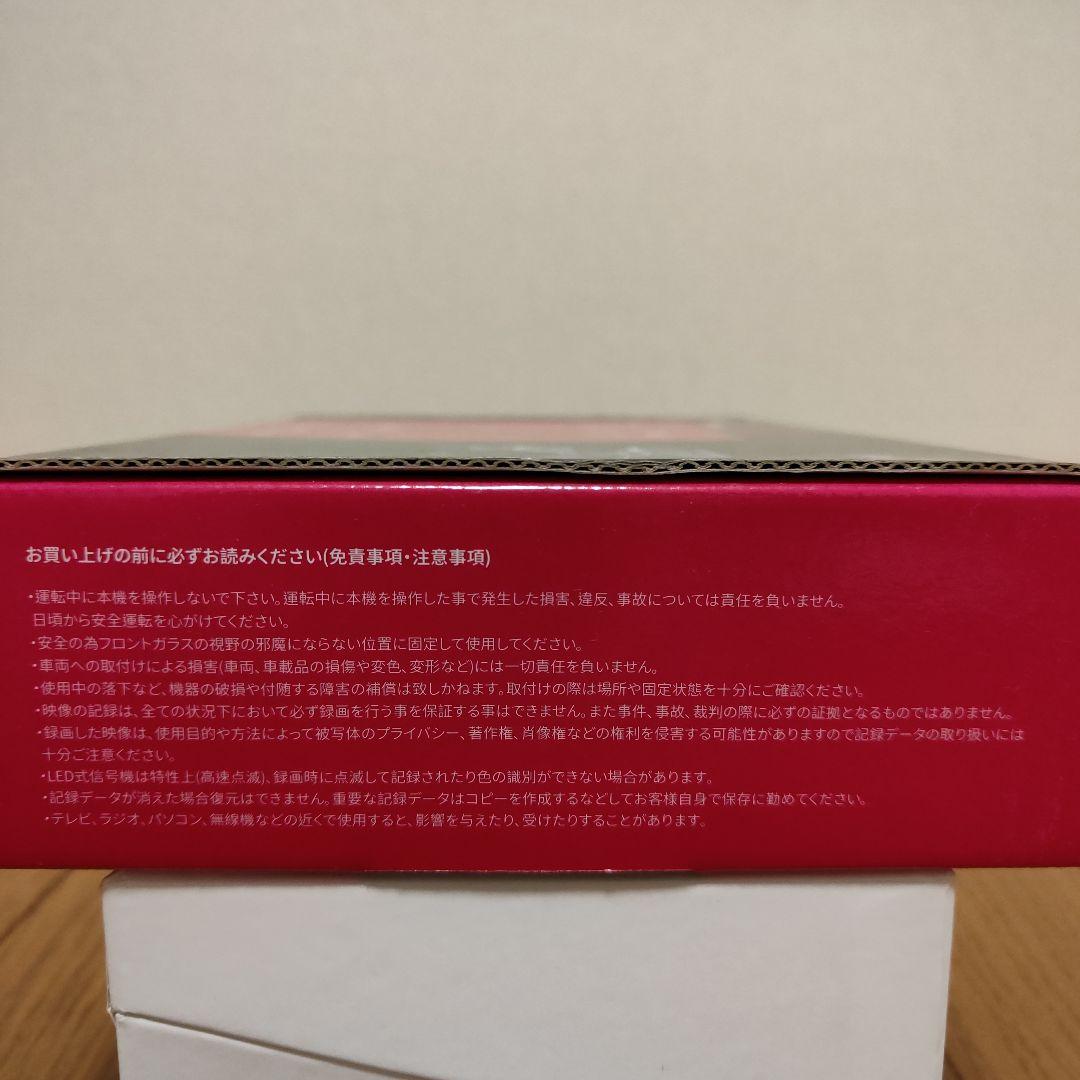 お買い上げの前に必ずお読みください(免責事項・注意事項)
・運転中に本機を操作しないで下さい。運転中に本機を操作した事で発生した損害、違反、事故については責任を負いません。
日頃から安全運転を心がけてください。
・安全の為フロントガラスの視野の邪魔にならない位置に固定して使用してください。
・車両への取付けによる損害(車両、車載品の損傷や変色、変形など)には一切責任を負いません。
・使用中の落下など、機器の破損や付随する障害の補償は致しかねます。取付けの際は場所や固定状態を十分にご確認ください。
・映像の記録は、全ての状況下において必ず録画を行う事を保証する事はできません。また事件、事故、裁判の際に必ずの証拠となるものではありません。
・録画した映像は、使用目的や方法によって被写体のプライバシー、著作権、肖像権などの権利を侵害する可能性がありますので記録データの取り扱いには
十分ご注意ください。
・LED式信号機は特性上(高速点滅)、録画時に点滅して記録されたり色の識別ができない場合があります。
・記録データが消えた場合復元はできません。重要な記録データはコピーを作成するなどしてお客様自身で保存に勤めてください。
・テレビ、ラジオ、パソコン、無線機などの近くで使用すると、影響を与えたり、受けたりすることがあります。